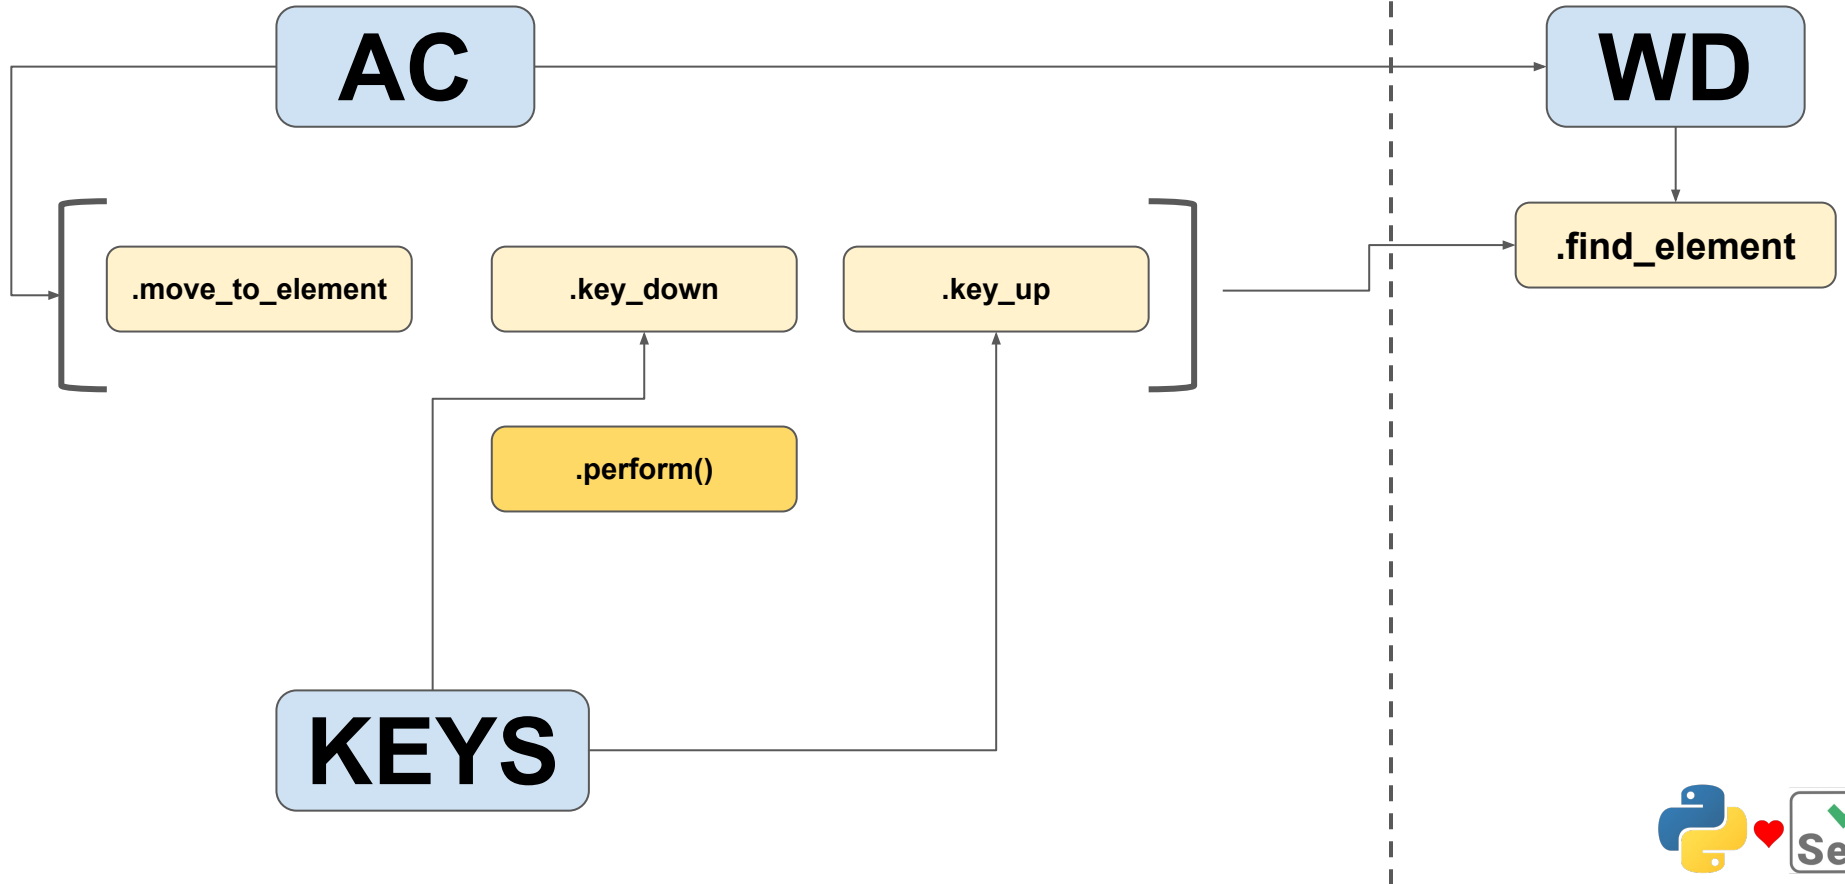 AC
WD
.move_to_element
.key_down
.key_up
.find_element
.perform()
KEYS
Se